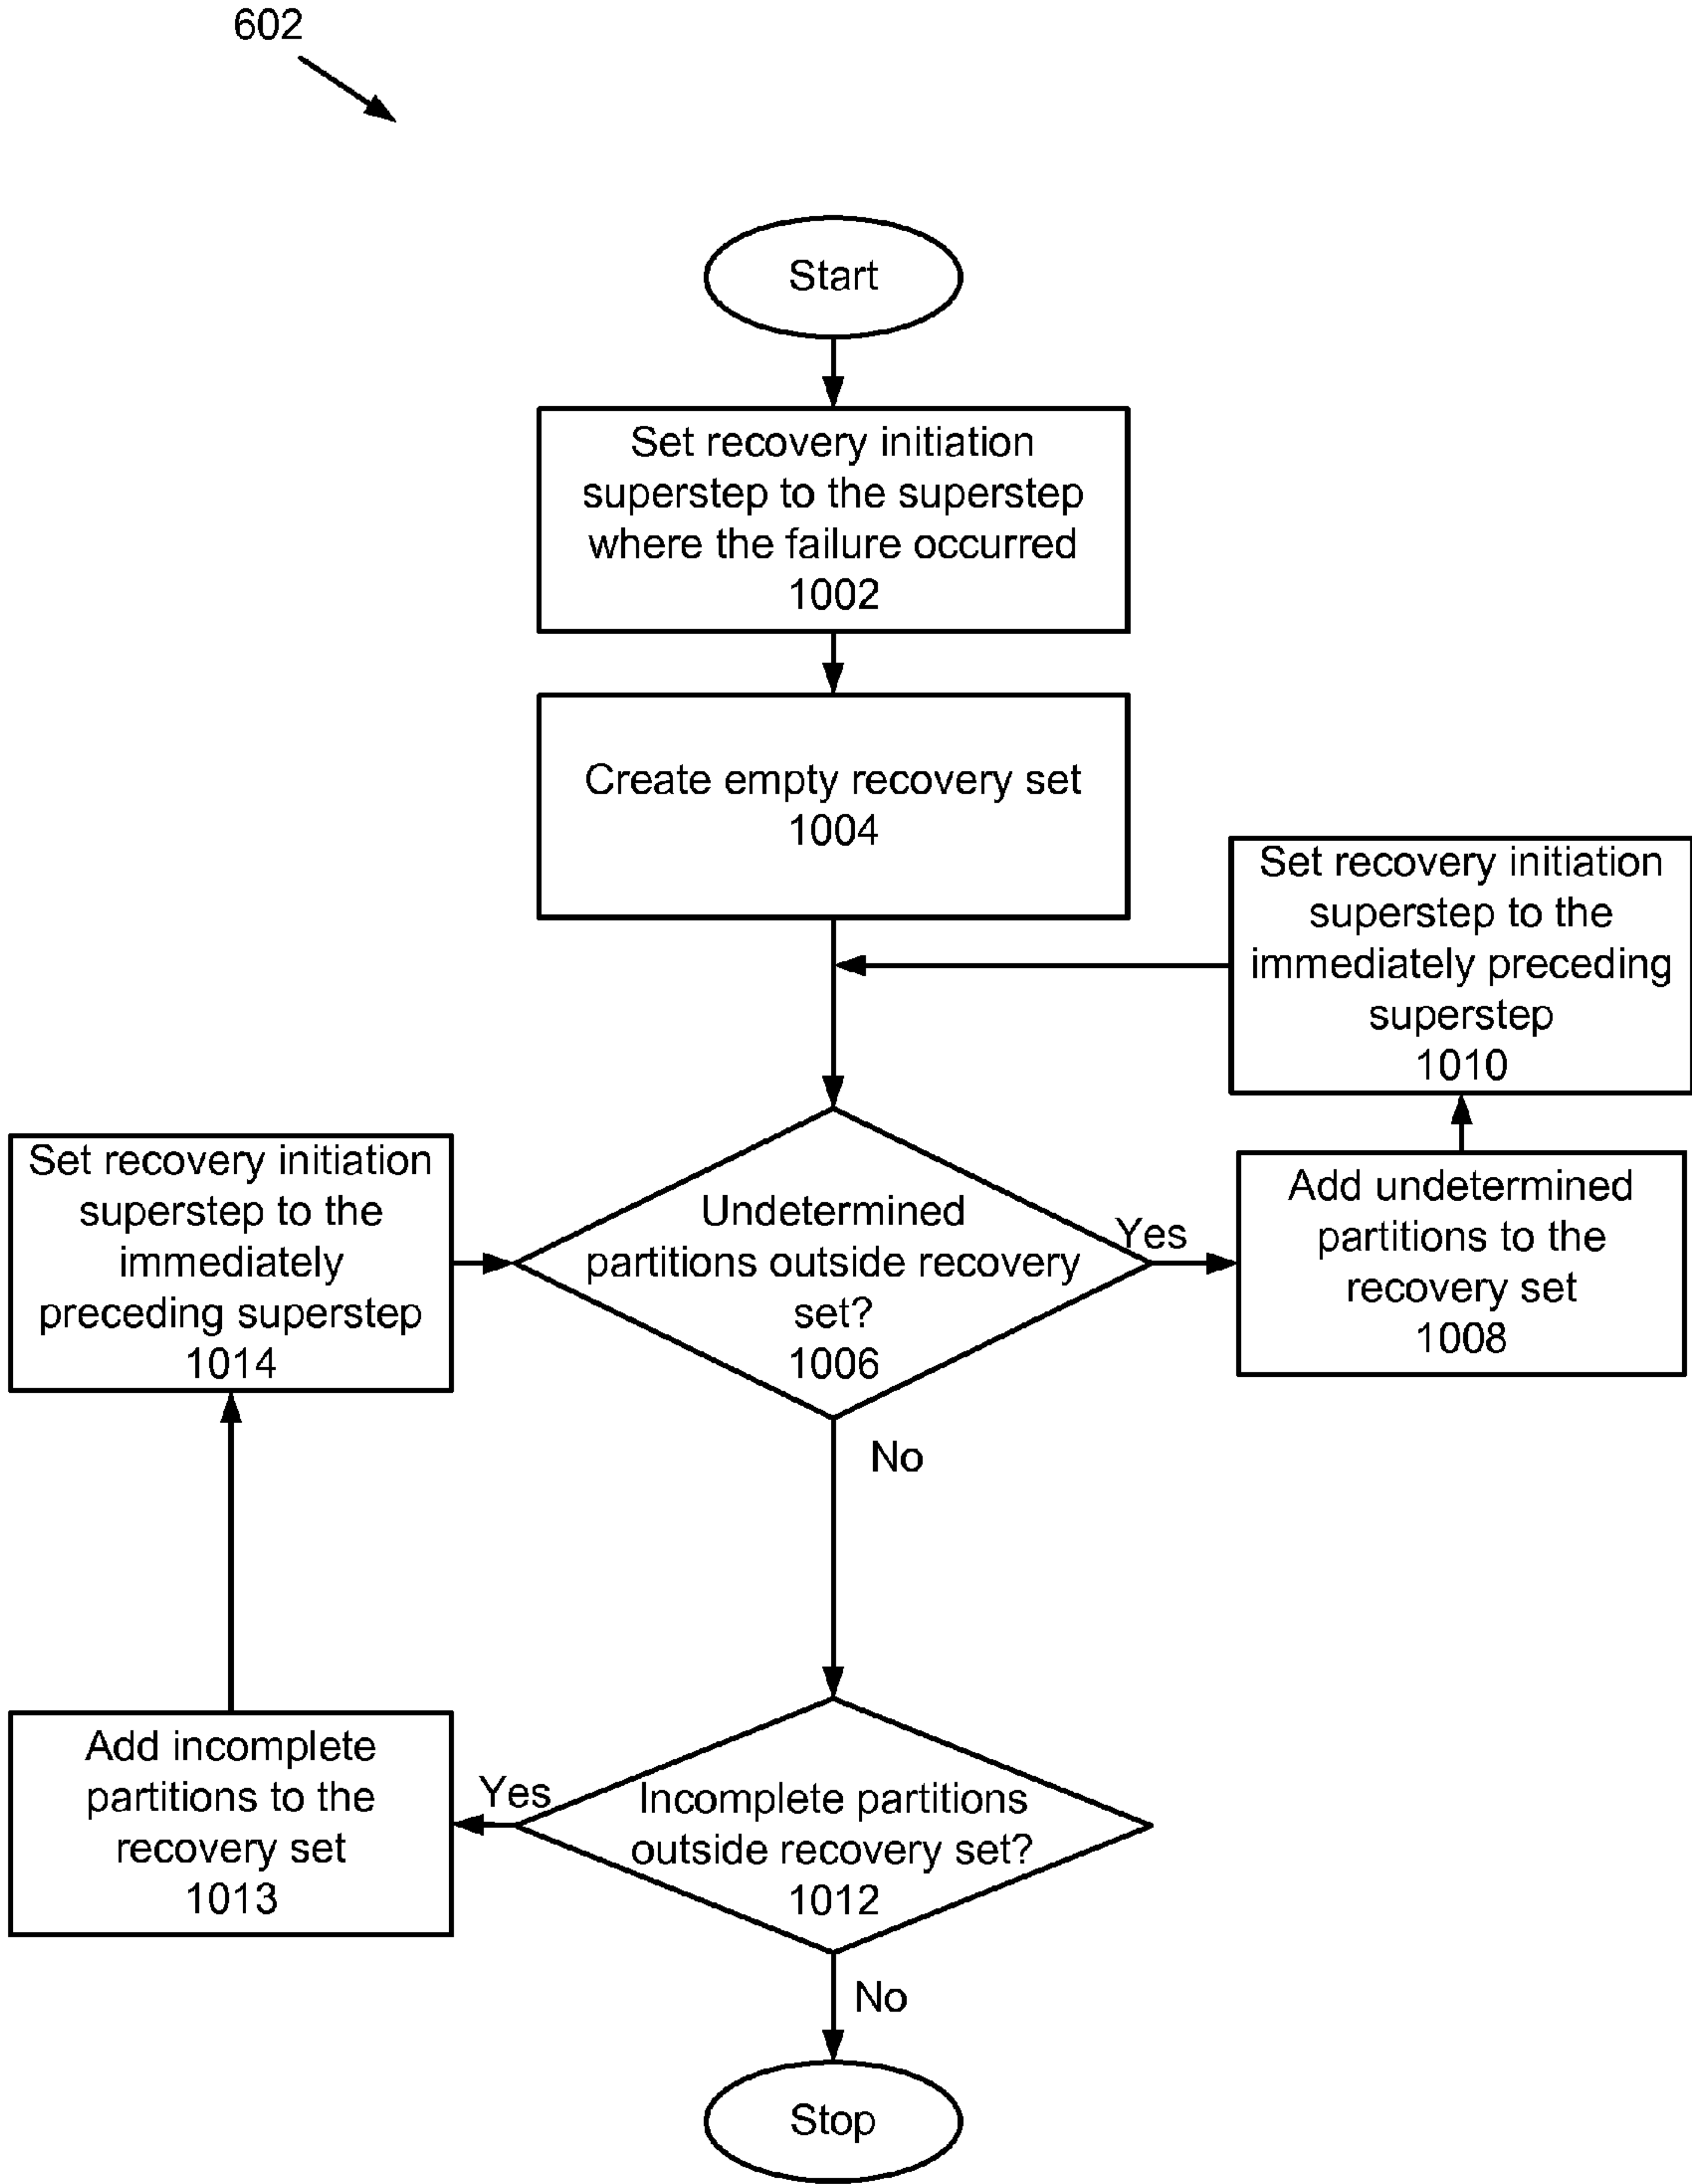 602
Start
Set recovery initiation
superstep to the superstep
where the failure occurred
1002
Create empty recovery set
1004
Set recovery initiation
superstep to the
immediately preceding
superstep
1010
Set recovery initiation
superstep to the
immediately
preceding superstep
1014
Undetermined
partitions outside recovery
set?
1006
Yes
Add undetermined
partitions to the
recovery set
1008
No
Add incomplete
partitions to the
recovery set
1013
Yes
Incomplete partitions
outside recovery set?
1012
No
Stop